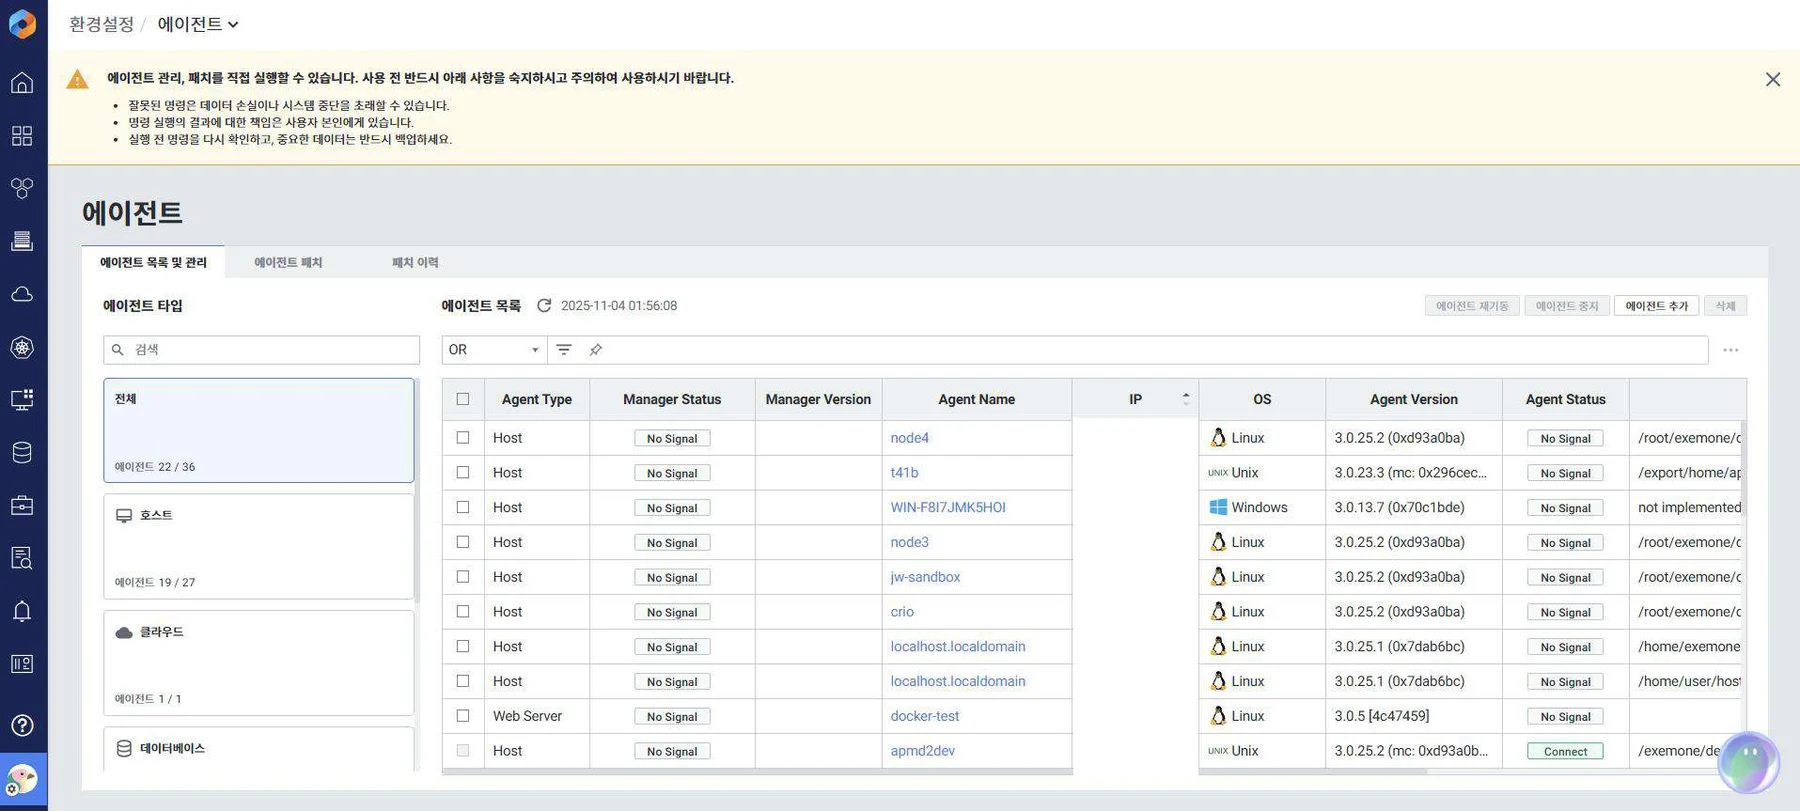 환경설정 / 에이전트
에이전트 관리, 패치를 직접 실행할 수 있습니다. 사용 전 반드시 아래 사항을 숙지하시고 주의하여 사용하시기 바랍니다.
• 잘못된 명령은 데이터 손실이나 시스템 중단을 초래할 수 있습니다.
• 명령 실행의 결과에 대한 책임은 사용자 본인에게 있습니다.
• 실행 전 명령을 다시 확인하고, 중요한 데이터는 반드시 백업하세요.
에이전트
에이전트 목록 및 관리 에이전트 패치 패치 이력
에이전트 타입
검색
전체
에이전트 22 / 36
호스트
에이전트 19 / 27
클라우드
에이전트 1 / 1
데이터베이스
에이전트 목록 2025-11-04 01:56:08
에이전트 재기동 에이전트 중지 에이전트 추가 삭제
OR
Agent Type Manager Status Manager Version Agent Name IP OS Agent Version Agent Status
Host No Signal node4 Linux 3.0.25.2 (0xd93a0ba) No Signal /root/exemone/c
Host No Signal t41b UNIX Unix 3.0.23.3 (mc: 0x296cec... No Signal /export/home/ap
Host No Signal WIN-F8I7JMK5HOI Windows 3.0.13.7 (0x70c1bde) No Signal not implemented
Host No Signal node3 Linux 3.0.25.2 (0xd93a0ba) No Signal /root/exemone/c
Host No Signal jw-sandbox Linux 3.0.25.2 (0xd93a0ba) No Signal /root/exemone/c
Host No Signal crio Linux 3.0.25.2 (0xd93a0ba) No Signal /root/exemone/c
Host No Signal localhost.localdomain Linux 3.0.25.1 (0x7dab6bc) No Signal /home/exemone
Host No Signal localhost.localdomain Linux 3.0.25.1 (0x7dab6bc) No Signal /home/user/host
Web Server No Signal docker-test Linux 3.0.5 [4c47459] No Signal
Host No Signal apmd2dev UNIX Unix 3.0.25.2 (mc: 0xd93a0b... Connect /exemone/de